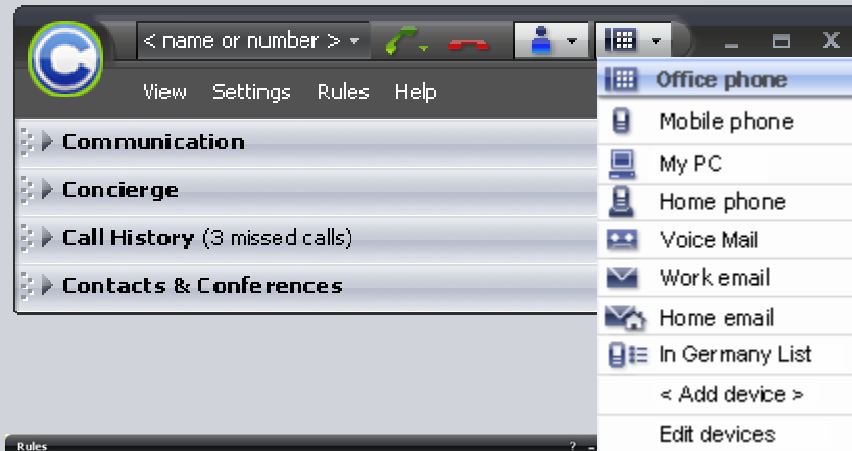 C
< name or number >
View Settings Rules Help
Communication
Concierge
Call History (3 missed calls)
Contacts & Conferences
Office phone
Mobile phone
My PC
Home phone
Voice Mail
Work email
Home email
In Germany List
< Add device >
Edit devices
Rules ? –